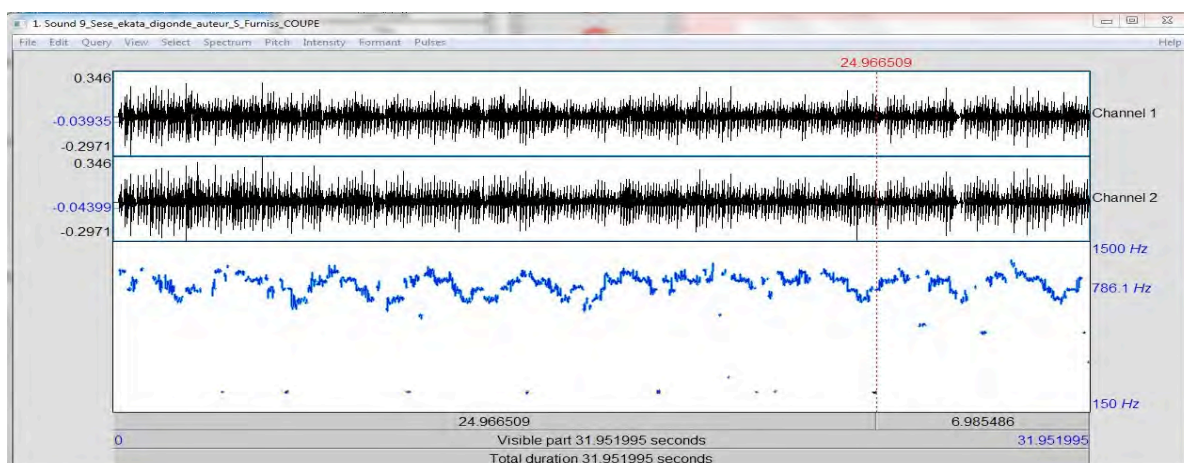 1. Sound 9_Sese_ekata_digonde_auteur_S_Furniss_COUPE
File Edit Query View Select Spectrum Pitch Intensity Formant Pulses Help
24.966509
0.346
-0.03935
-0.2971
Channel 1
0.346
-0.04399
-0.2971
Channel 2
1500 Hz
786.1 Hz
150 Hz
24.966509 6.985486
0 Visible part 31.951995 seconds 31.951995
Total duration 31.951995 seconds